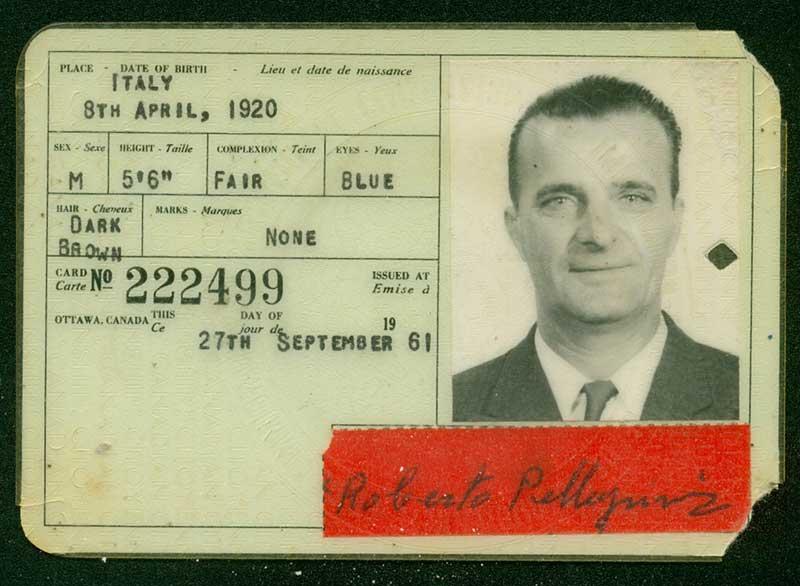 PLACE - DATE OF BIRTH - Lieu et date de naissance
ITALY
8TH APRIL, 1920
SEX - Sexe HEIGHT - Taille COMPLEXION - Teint EYES - Yeux
M 5'6" FAIR BLUE
HAIR - Cheveux MARKS - Marques
DARK
BROWN NONE
CARD Carte No 222499 ISSUED AT Emise à
OTTAWA, CANADA THIS Ce DAY OF jour de 19
27TH SEPTEMBER 61
Roberto